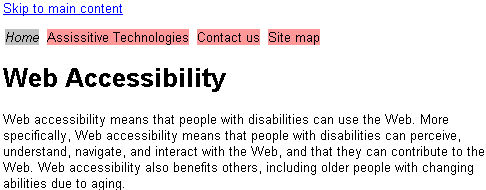 Skip to main content
Home Assissitive Technologies Contact us Site map
Web Accessibility
Web accessibility means that people with disabilities can use the Web. More
specifically, Web accessibility means that people with disabilities can perceive,
understand, navigate, and interact with the Web, and that they can contribute to the
Web. Web accessibility also benefits others, including older people with changing
abilities due to aging.